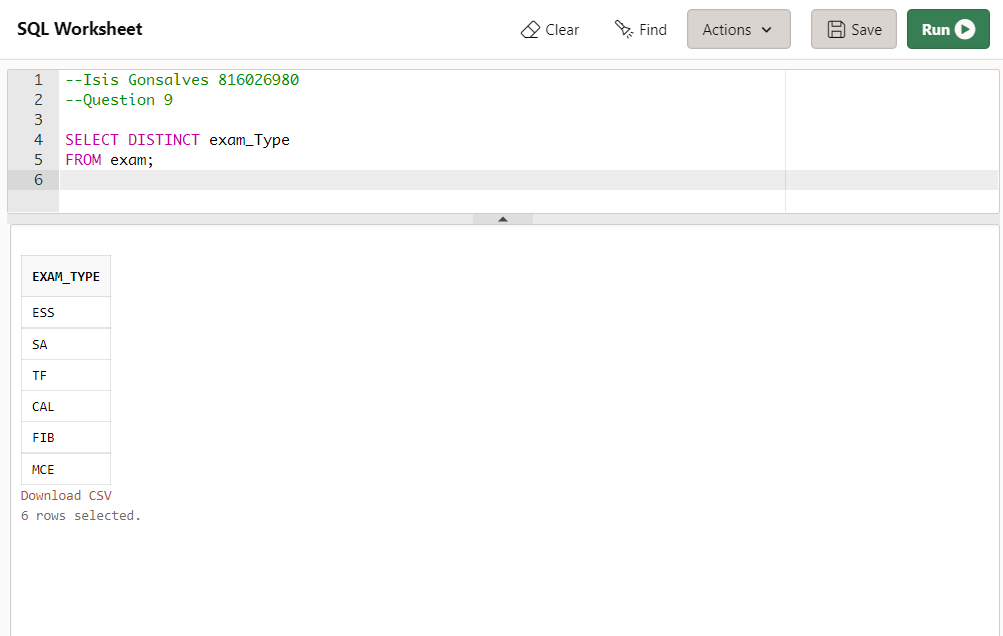 SQL Worksheet
Clear
Find
Actions
Save
Run
1 --Isis Gonsalves 816026980
2 --Question 9
3
4 SELECT DISTINCT exam_Type
5 FROM exam;
6
EXAM_TYPE
ESS
SA
TF
CAL
FIB
MCE
Download CSV
6 rows selected.